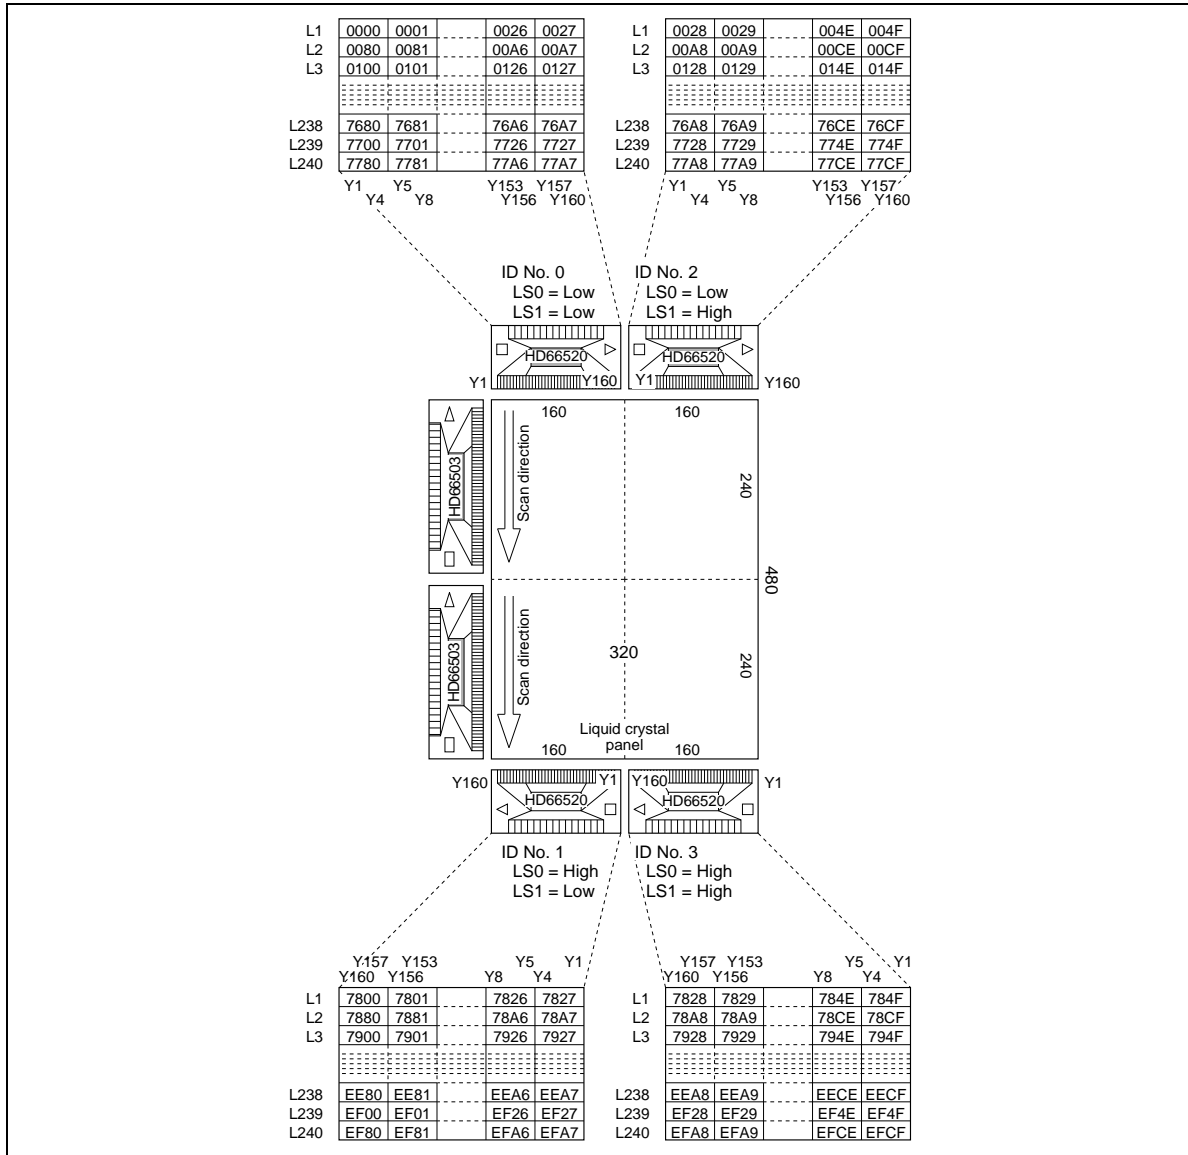 L1 0000 0001 0026 0027 L1 0028 0029 004E 004F
L2 0080 0081 00A6 00A7 L2 00A8 00A9 00CE 00CF
L3 0100 0101 0126 0127 L3 0128 0129 014E 014F
L238 7680 7681 76A6 76A7 L238 76A8 76A9 76CE 76CF
L239 7700 7701 7726 7727 L239 7728 7729 774E 774F
L240 7780 7781 77A6 77A7 L240 77A8 77A9 77CE 77CF
Y1 Y5 Y153 Y157 Y1 Y5 Y153 Y157
Y4 Y8 Y156 Y160 Y4 Y8 Y156 Y160
ID No. 0 ID No. 2
LS0 = Low LS0 = Low
LS1 = Low LS1 = High
HD66520 HD66520
Y1 Y160 Y1 Y160
160 160
HD66503
Scan direction
240
480
HD66503
Scan direction
320
240
Liquid crystal
panel
160 160
Y160 Y1 Y160 Y1
HD66520 HD66520
ID No. 1 ID No. 3
LS0 = High LS0 = High
LS1 = Low LS1 = High
Y157 Y153 Y5 Y1 Y157 Y153 Y5 Y1
Y160 Y156 Y8 Y4 Y160 Y156 Y8 Y4
L1 7800 7801 7826 7827 L1 7828 7829 784E 784F
L2 7880 7881 78A6 78A7 L2 78A8 78A9 78CE 78CF
L3 7900 7901 7926 7927 L3 7928 7929 794E 794F
L238 EE80 EE81 EEA6 EEA7 L238 EEA8 EEA9 EECE EECF
L239 EF00 EF01 EF26 EF27 L239 EF28 EF29 EF4E EF4F
L240 EF80 EF81 EFA6 EFA7 L240 EFA8 EFA9 EFCE EFCF